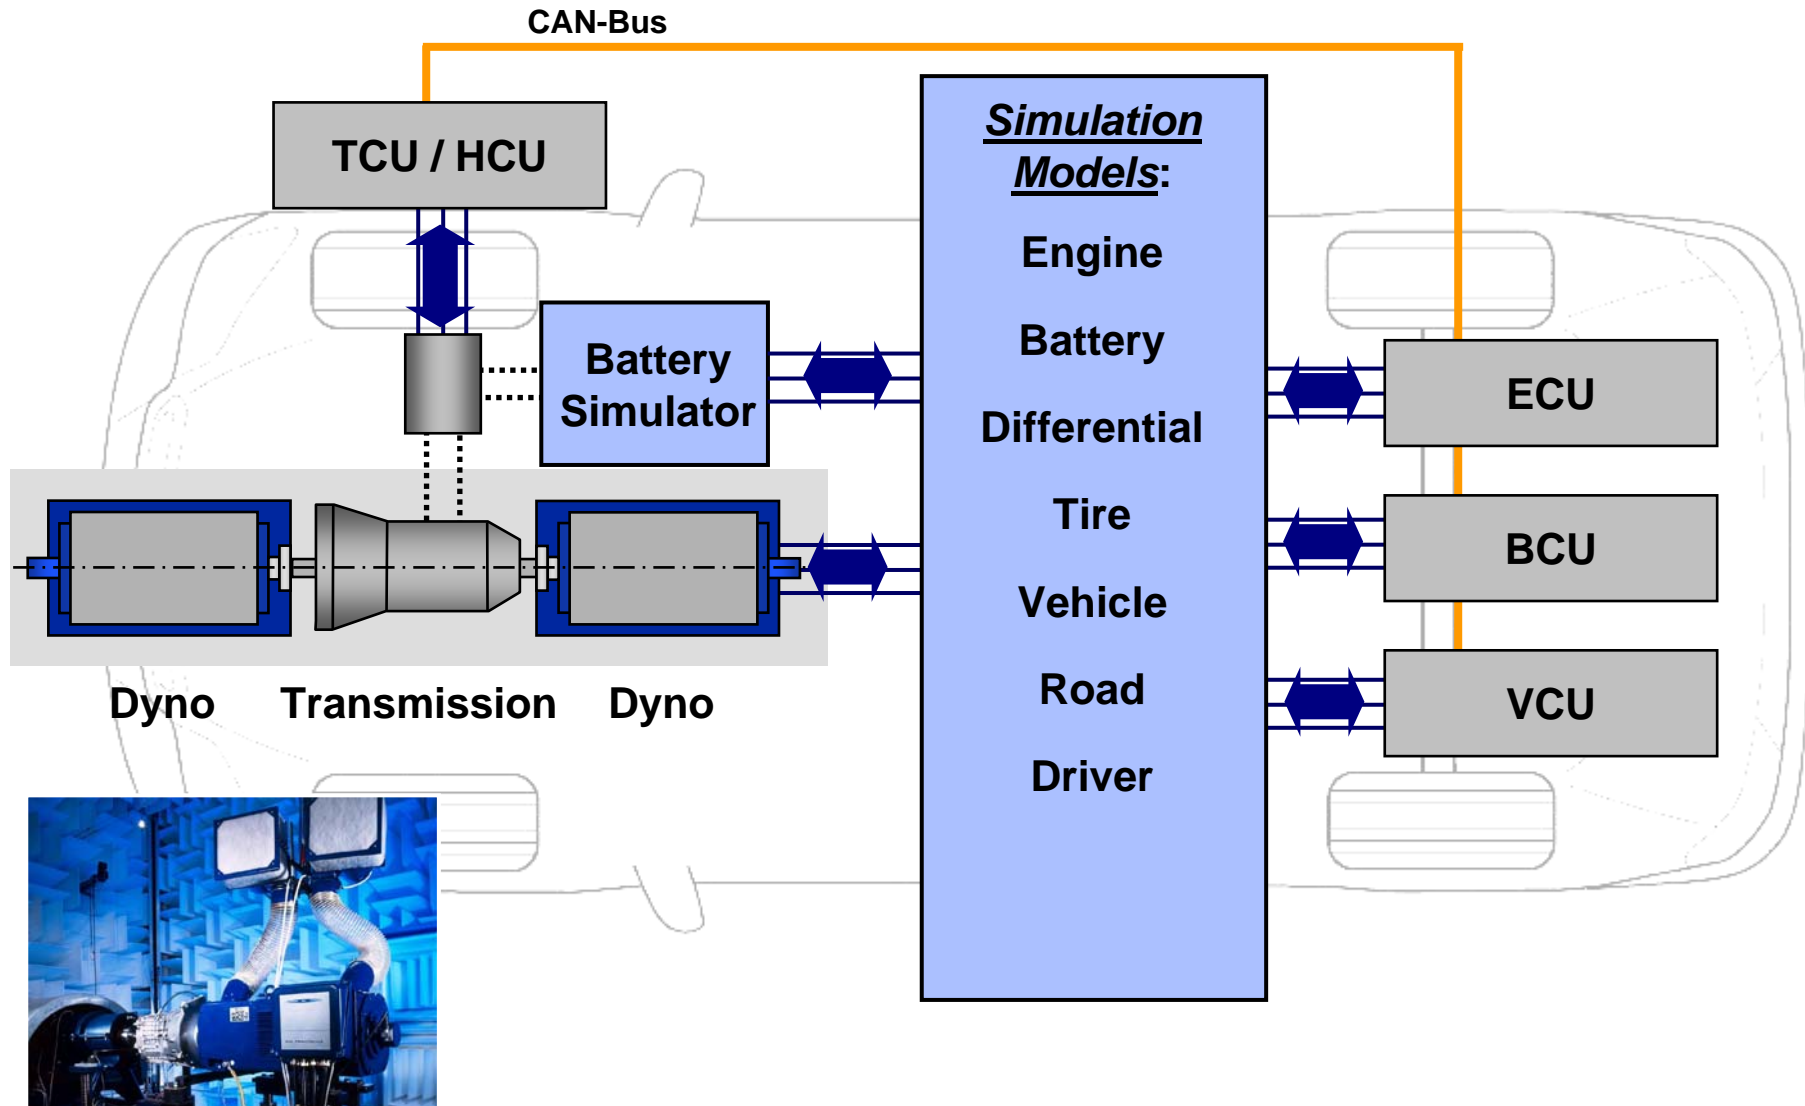 CAN-Bus
TCU / HCU
Simulation
Models:
Engine
Battery
Differential
Tire
Vehicle
Road
Driver
Battery
Simulator
ECU
BCU
VCU
Dyno
Transmission
Dyno